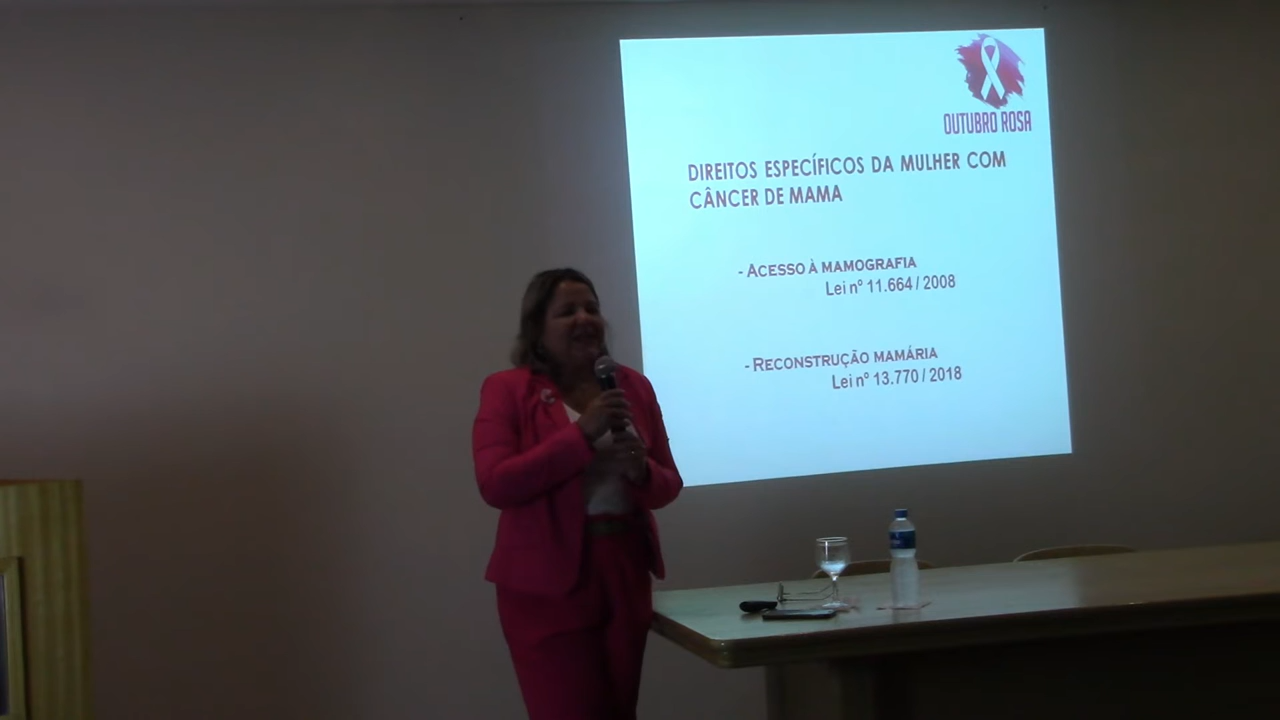 OUTUBRO ROSA
DIREITOS ESPECÍFICOS DA MULHER COM
CÂNCER DE MAMA
- ACESSO À MAMOGRAFIA
Lei nº 11.664 / 2008
- RECONSTRUÇÃO MAMÁRIA
Lei nº 13.770 / 2018